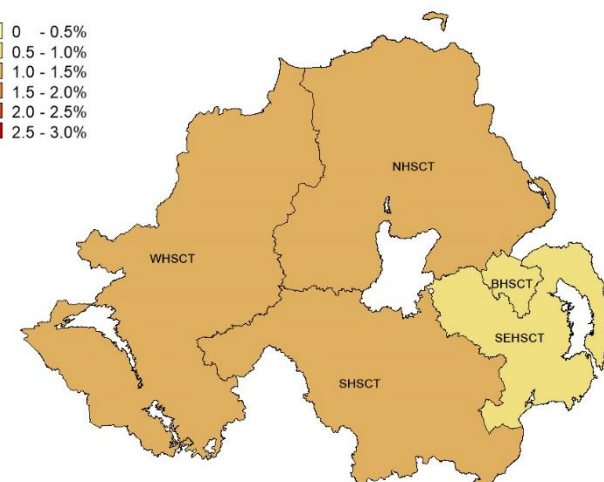 0 - 0.5%
0.5 - 1.0%
1.0 - 1.5%
1.5 - 2.0%
2.0 - 2.5%
2.5 - 3.0%
NHSCT
WHSCT
BHSCT
SEHSCT
SHSCT